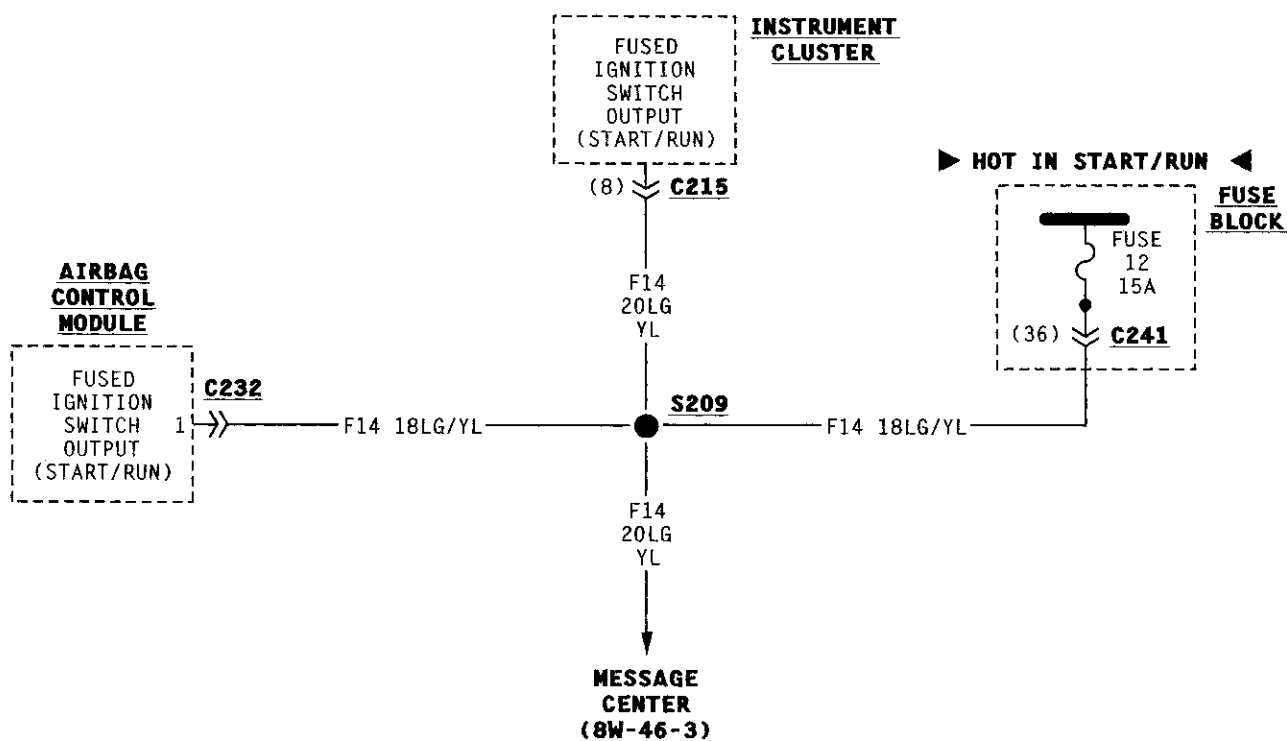 INSTRUMENT
CLUSTER
FUSED
IGNITION
SWITCH
OUTPUT
(START/RUN)
(8) C215
F14
20LG
YL
HOT IN START/RUN
FUSE
BLOCK
FUSE
12
15A
(36) C241
AIRBAG
CONTROL
MODULE
FUSED
IGNITION
SWITCH
OUTPUT
(START/RUN)
1
C232
F14 18LG/YL
S209
F14 18LG/YL
F14
20LG
YL
MESSAGE
CENTER
(8W-46-3)